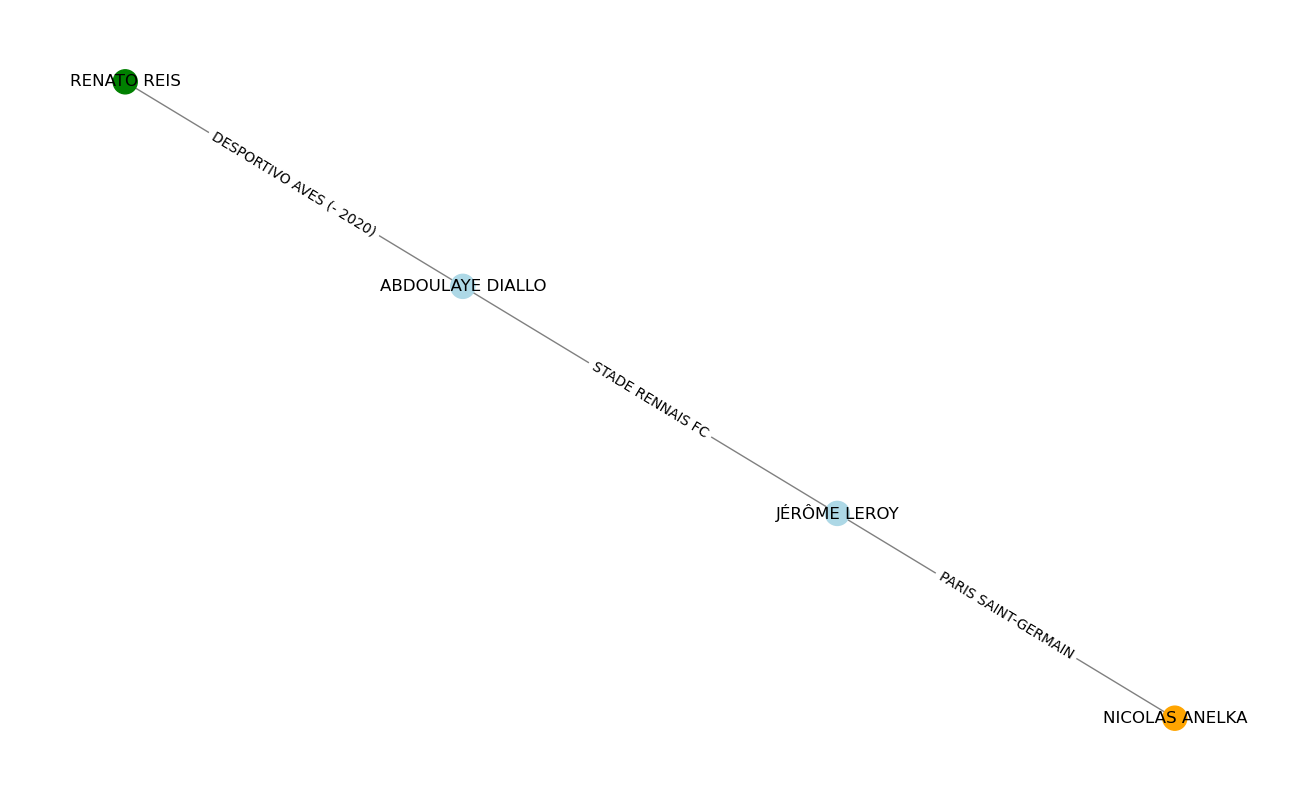 RENATO REIS
DESPORTIVO AVES (- 2020)
ABDOULAYE DIALLO
STADE RENNAIS FC
JÉRÔME LEROY
PARIS SAINT-GERMAIN
NICOLAS ANELKA